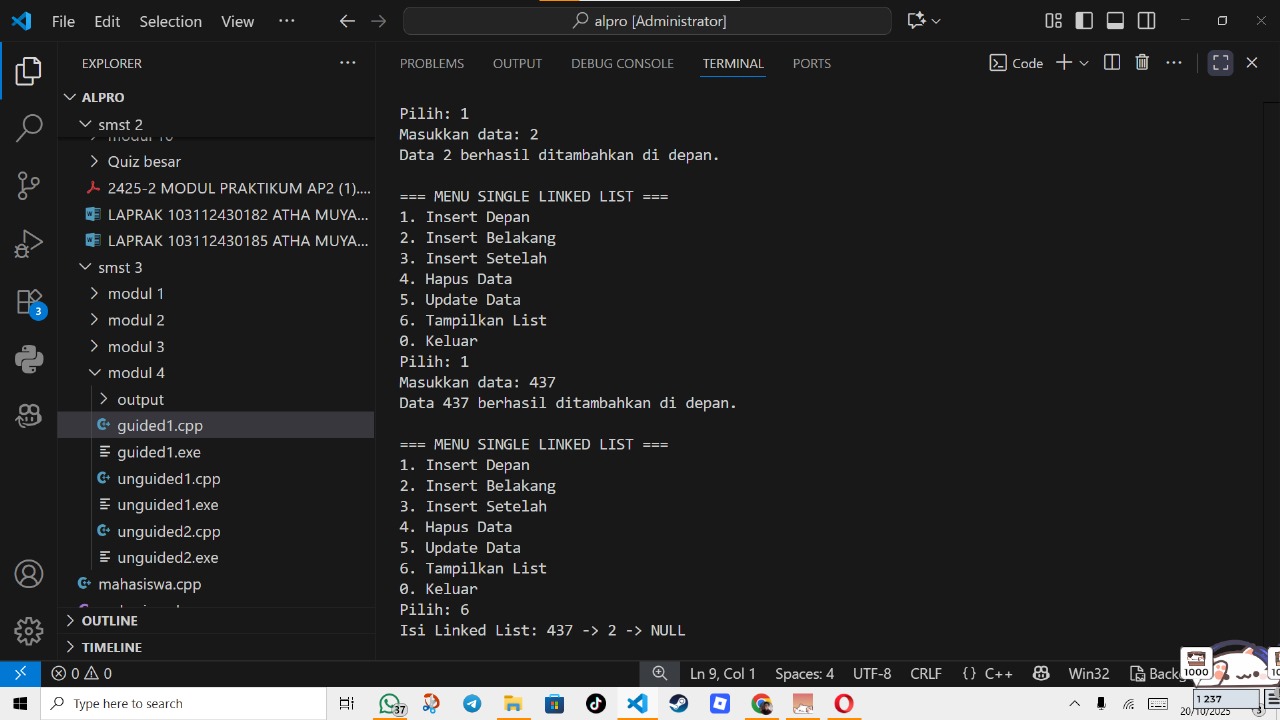 File Edit Selection View ··· alpro [Administrator]
EXPLORER
ALPRO
smst 2
Quiz besar
2425-2 MODUL PRAKTIKUM AP2 (1)....
LAPRAK 103112430182 ATHA MUYA...
LAPRAK 103112430185 ATHA MUYA...
smst 3
modul 1
modul 2
modul 3
modul 4
output
guided1.cpp
guided1.exe
unguided1.cpp
unguided1.exe
unguided2.cpp
unguided2.exe
mahasiswa.cpp
OUTLINE
TIMELINE
3
PROBLEMS OUTPUT DEBUG CONSOLE TERMINAL PORTS Code
Pilih: 1
Masukkan data: 2
Data 2 berhasil ditambahkan di depan.
=== MENU SINGLE LINKED LIST ===
1. Insert Depan
2. Insert Belakang
3. Insert Setelah
4. Hapus Data
5. Update Data
6. Tampilkan List
0. Keluar
Pilih: 1
Masukkan data: 437
Data 437 berhasil ditambahkan di depan.
=== MENU SINGLE LINKED LIST ===
1. Insert Depan
2. Insert Belakang
3. Insert Setelah
4. Hapus Data
5. Update Data
6. Tampilkan List
0. Keluar
Pilih: 6
Isi Linked List: 437 -> 2 -> NULL
0 0 Ln 9, Col 1 Spaces: 4 UTF-8 CRLF {} C++ Win32
1000
Type here to search
37
1 237
20/10/2025
3